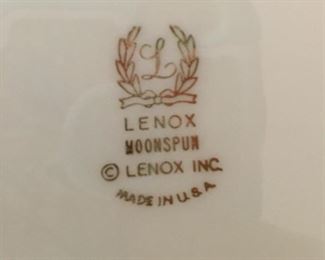 L
LENOX
MOONSPUN
© LENOX INC.
MADE IN U.S.A